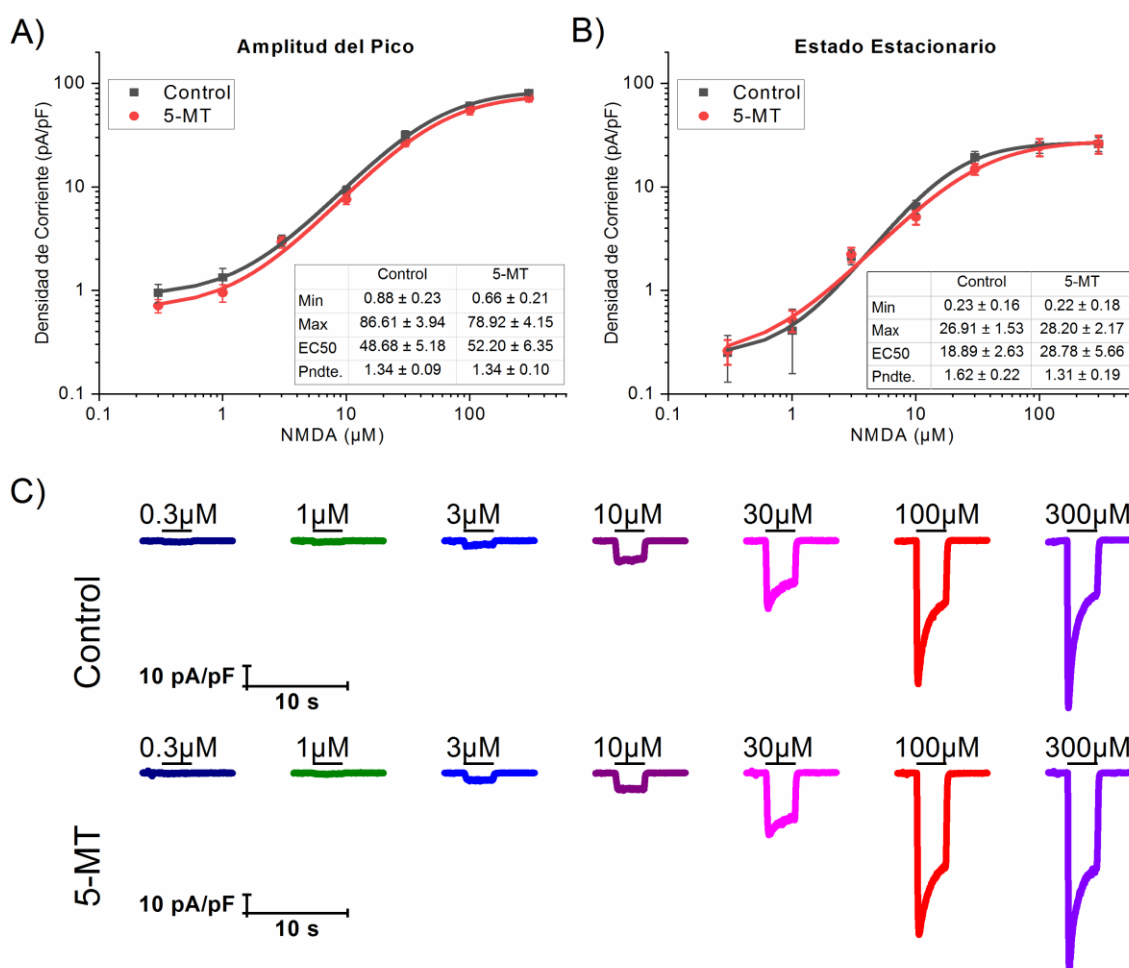 A)
Amplitud del Pico
Densidad de Corriente (pA/pF)
100
10
1
0.1
Control
5-MT
Control 5-MT
Min 0.88 ± 0.23 0.66 ± 0.21
Max 86.61 ± 3.94 78.92 ± 4.15
EC50 48.68 ± 5.18 52.20 ± 6.35
Pndte. 1.34 ± 0.09 1.34 ± 0.10
0.1 1 10 100
NMDA (µM)
B)
Estado Estacionario
Densidad de Corriente (pA/pF)
100
10
1
0.1
Control
5-MT
Control 5-MT
Min 0.23 ± 0.16 0.22 ± 0.18
Max 26.91 ± 1.53 28.20 ± 2.17
EC50 18.89 ± 2.63 28.78 ± 5.66
Pndte. 1.62 ± 0.22 1.31 ± 0.19
0.1 1 10 100
NMDA (µM)
C)
Control
0.3µM 1µM 3µM 10µM 30µM 100µM 300µM
10 pA/pF
10 s
5-MT
0.3µM 1µM 3µM 10µM 30µM 100µM 300µM
10 pA/pF
10 s